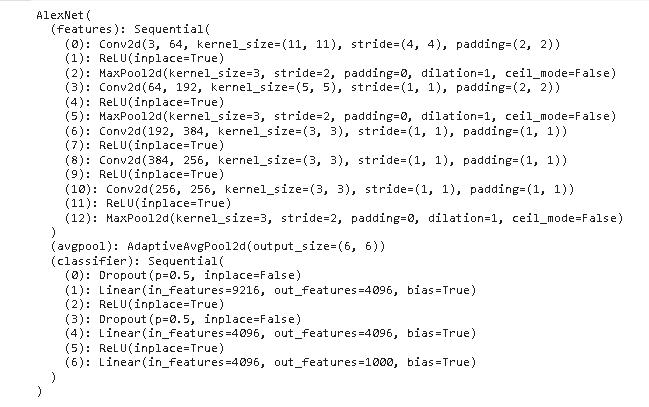 AlexNet(
  (features): Sequential(
    (0): Conv2d(3, 64, kernel_size=(11, 11), stride=(4, 4), padding=(2, 2))
    (1): ReLU(inplace=True)
    (2): MaxPool2d(kernel_size=3, stride=2, padding=0, dilation=1, ceil_mode=False)
    (3): Conv2d(64, 192, kernel_size=(5, 5), stride=(1, 1), padding=(2, 2))
    (4): ReLU(inplace=True)
    (5): MaxPool2d(kernel_size=3, stride=2, padding=0, dilation=1, ceil_mode=False)
    (6): Conv2d(192, 384, kernel_size=(3, 3), stride=(1, 1), padding=(1, 1))
    (7): ReLU(inplace=True)
    (8): Conv2d(384, 256, kernel_size=(3, 3), stride=(1, 1), padding=(1, 1))
    (9): ReLU(inplace=True)
    (10): Conv2d(256, 256, kernel_size=(3, 3), stride=(1, 1), padding=(1, 1))
    (11): ReLU(inplace=True)
    (12): MaxPool2d(kernel_size=3, stride=2, padding=0, dilation=1, ceil_mode=False)
  )
  (avgpool): AdaptiveAvgPool2d(output_size=(6, 6))
  (classifier): Sequential(
    (0): Dropout(p=0.5, inplace=False)
    (1): Linear(in_features=9216, out_features=4096, bias=True)
    (2): ReLU(inplace=True)
    (3): Dropout(p=0.5, inplace=False)
    (4): Linear(in_features=4096, out_features=4096, bias=True)
    (5): ReLU(inplace=True)
    (6): Linear(in_features=4096, out_features=1000, bias=True)
  )
)